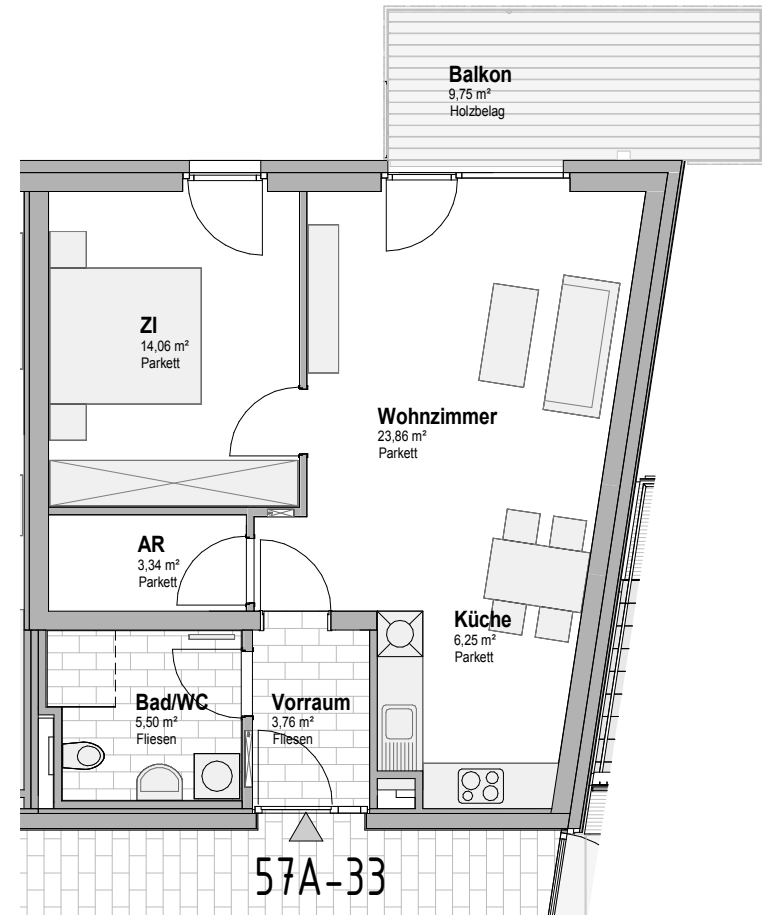 Balkon
9,75 m²
Holzbelag
ZI
14,06 m²
Parkett
Wohnzimmer
23,86 m²
Parkett
AR
3,34 m²
Parkett
Küche
6,25 m²
Parkett
Bad/WC
5,50 m²
Fliesen
Vorraum
3,76 m²
Fliesen
57A-33